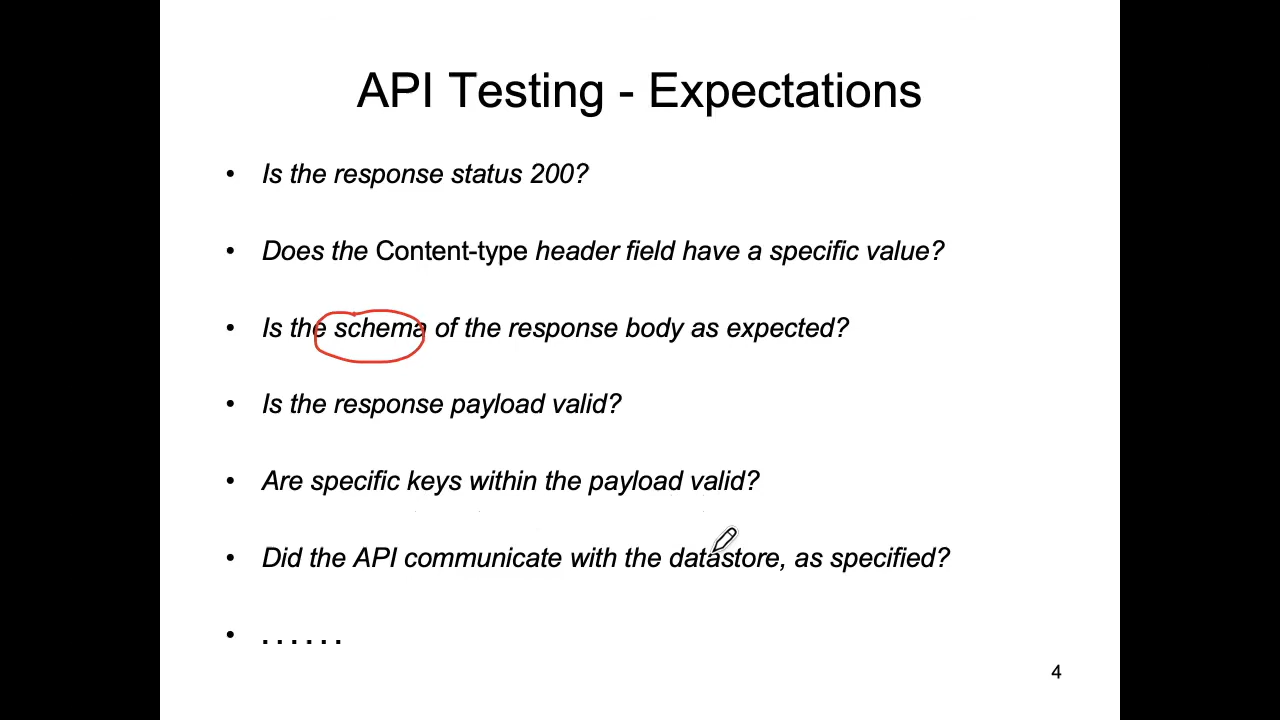 API Testing - Expectations
• Is the response status 200?
• Does the Content-type header field have a specific value?
• Is the schema of the response body as expected?
• Is the response payload valid?
• Are specific keys within the payload valid?
• Did the API communicate with the datastore, as specified?
• . . . . . .
4